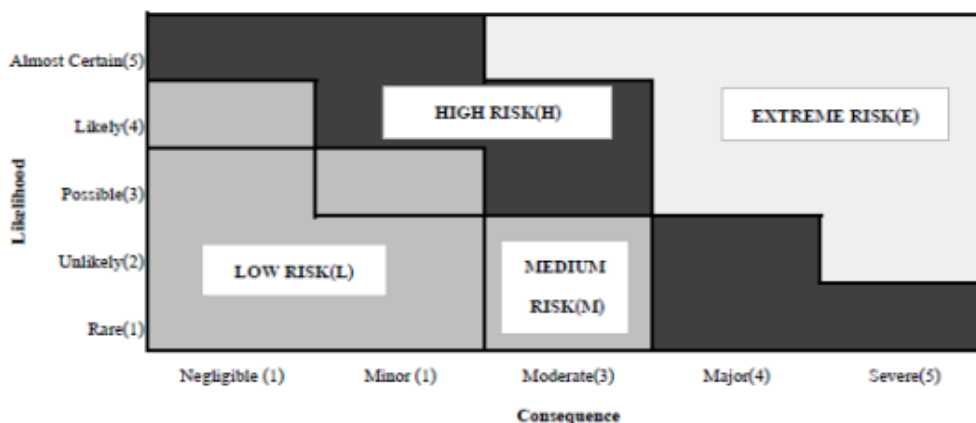 Almost Certain(5)
HIGH RISK(H)
EXTREME RISK(E)
Likely(4)
Likelihood
Possible(3)
Unlikely(2)
LOW RISK(L)
MEDIUM
RISK(M)
Rare(1)
Negligible (1)
Minor (1)
Moderate(3)
Major(4)
Severe(5)
Consequence